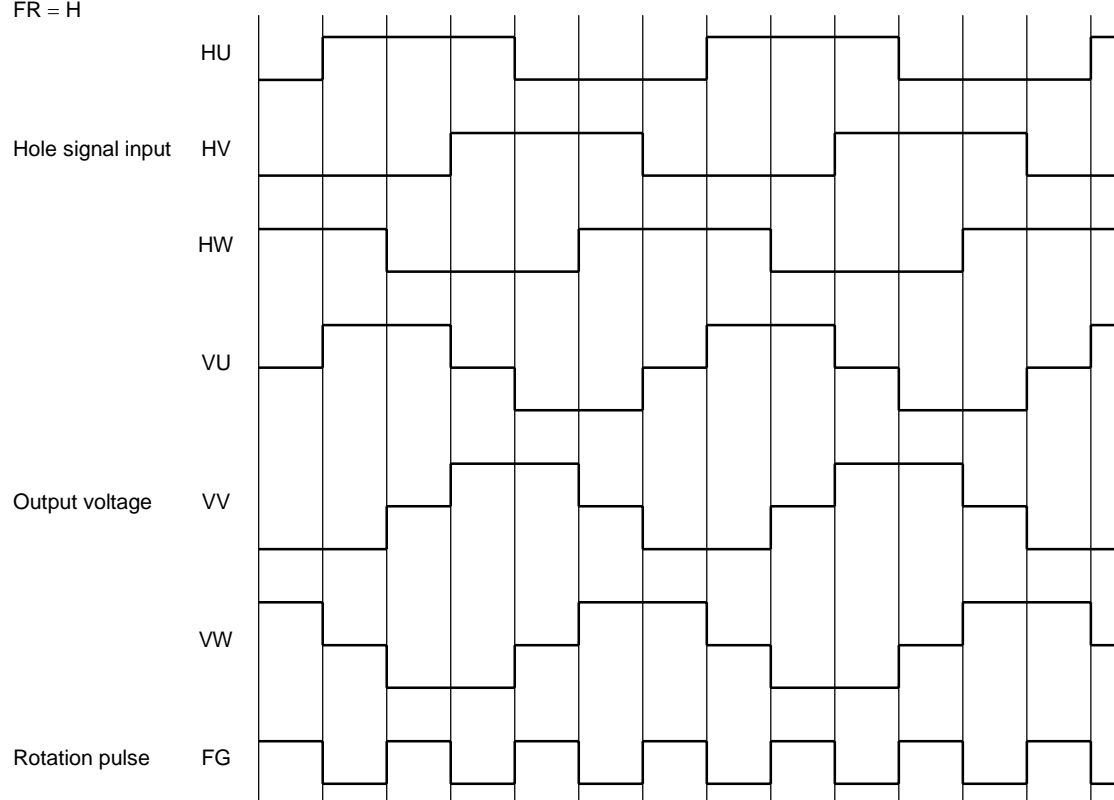 FR = H
HU
Hole signal input HV
HW
VU
Output voltage VV
VW
Rotation pulse FG